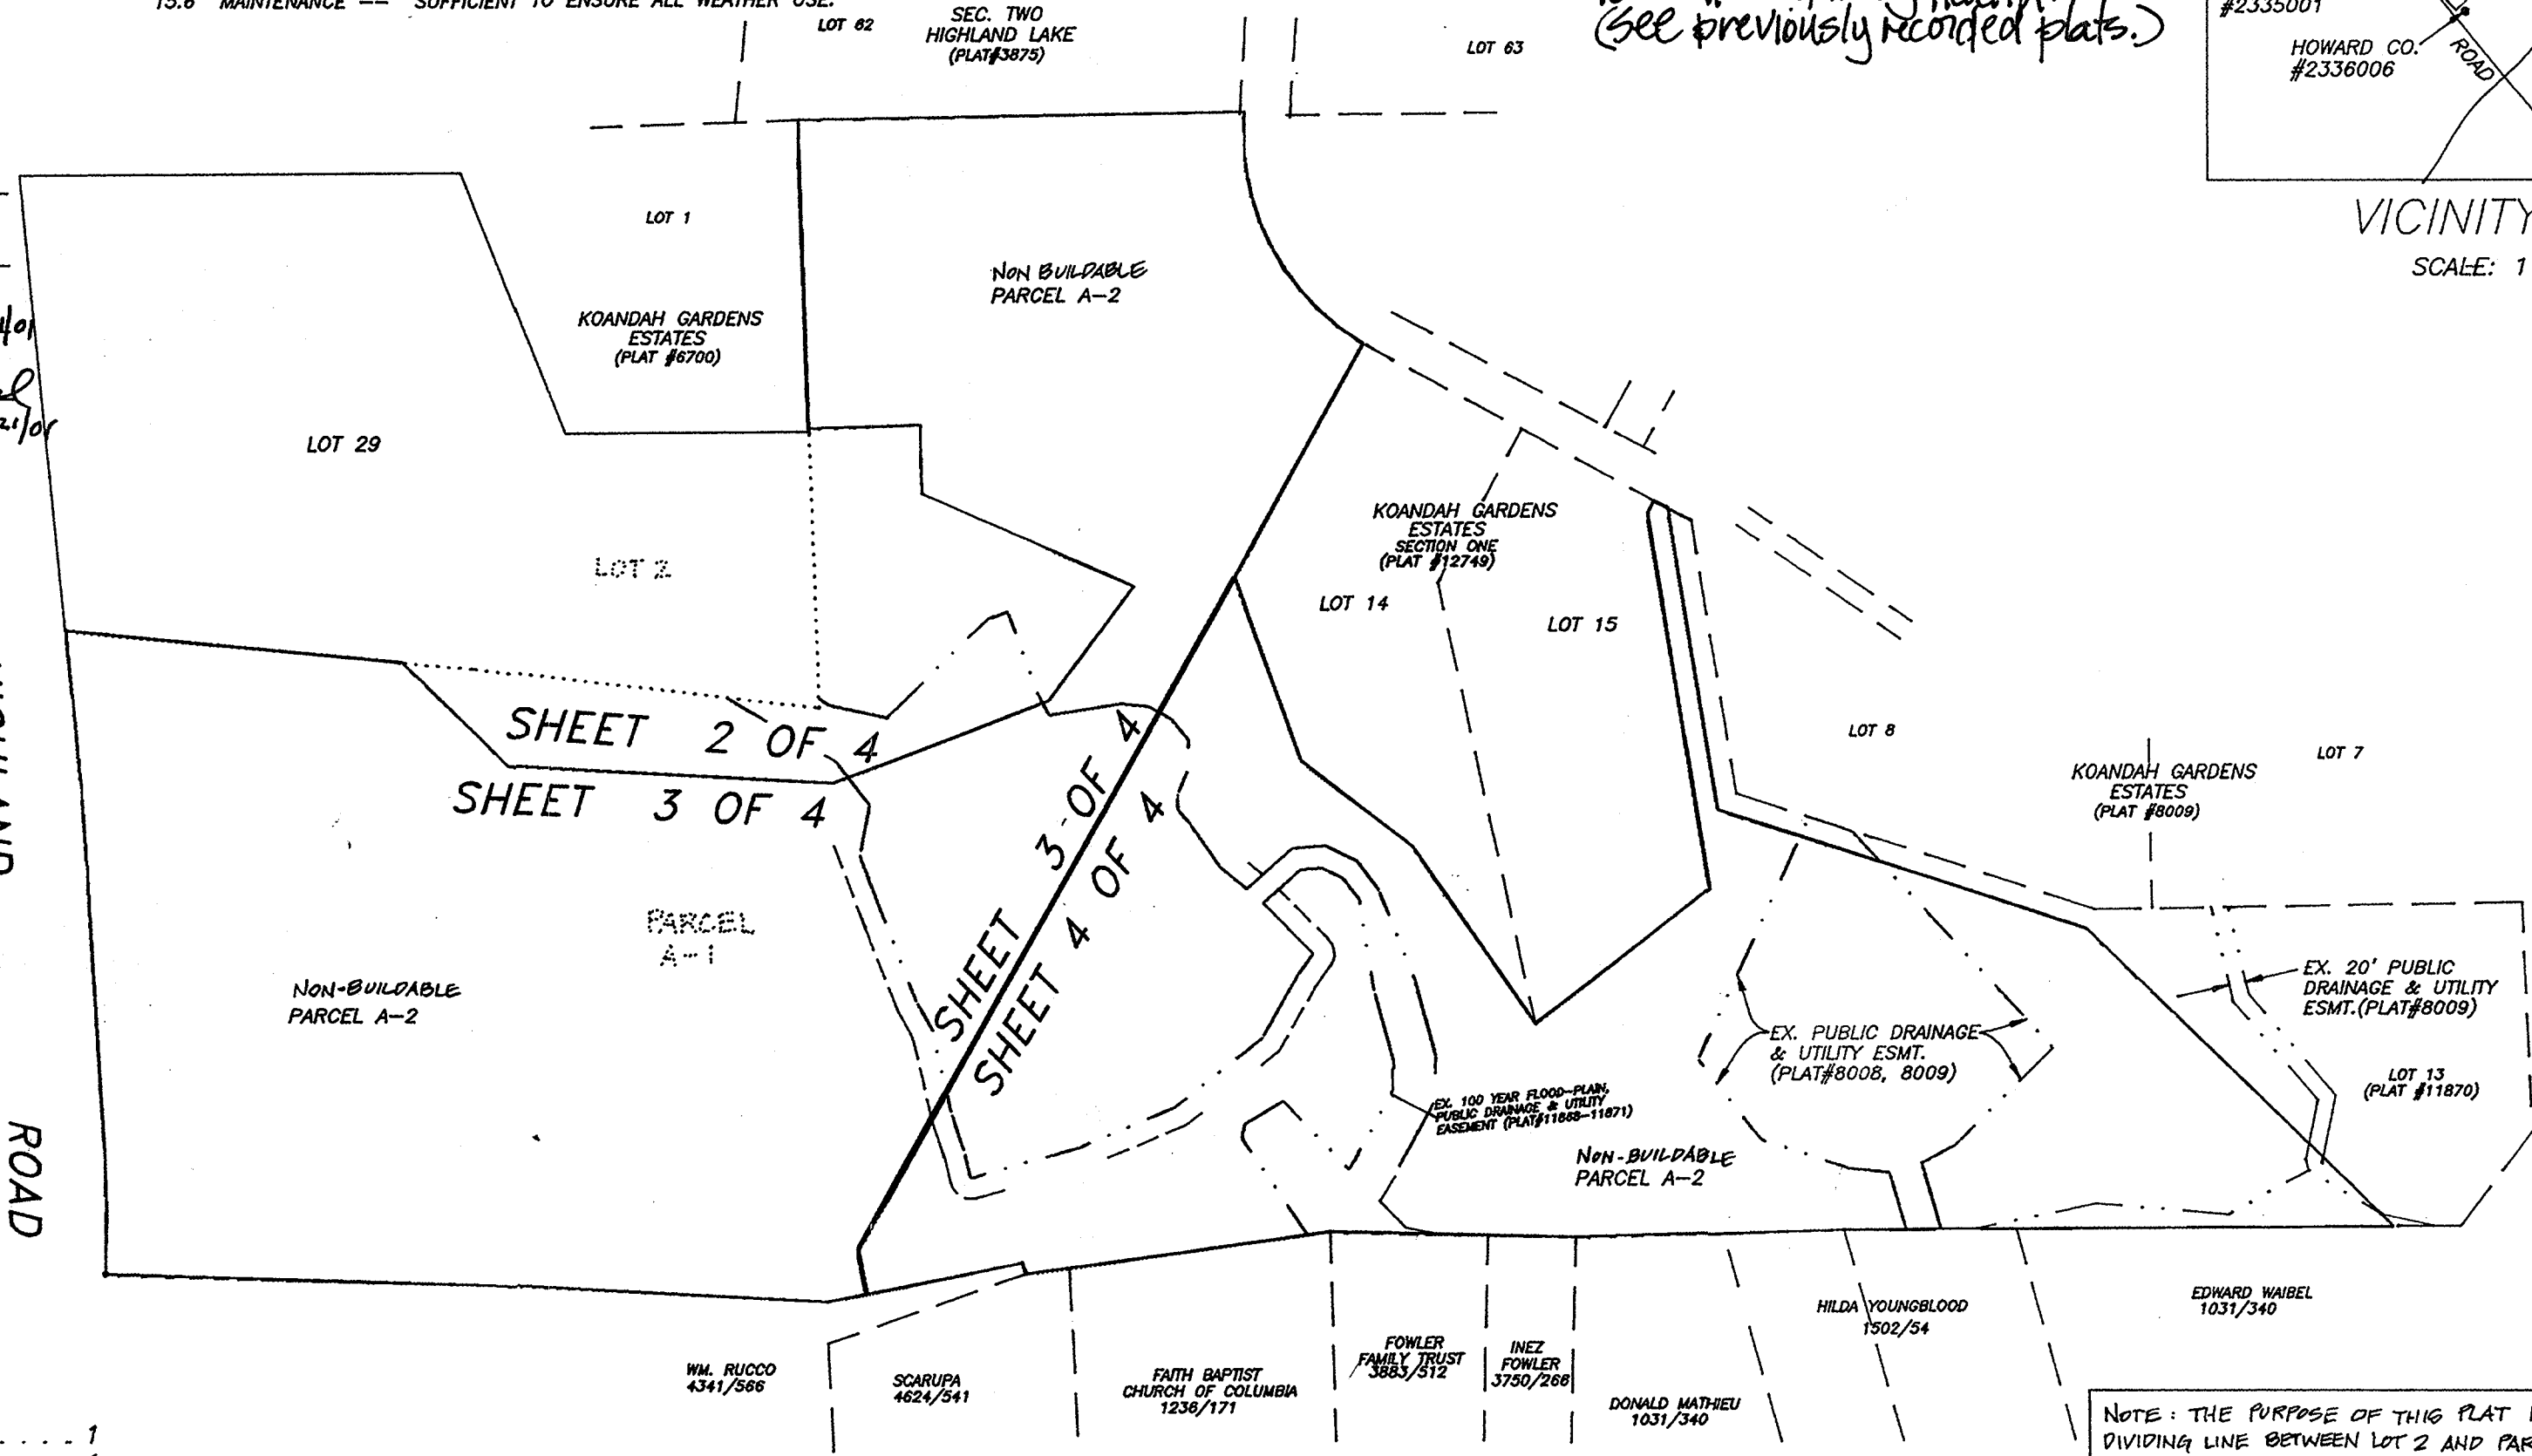 15.6 MAINTENANCE -- SUFFICIENT TO ENSURE ALL WEATHER USE.
LOT 62
SEC. TWO
HIGHLAND LAKE
(PLAT#3875)
LOT 63
(see previously recorded plats.)
#2335001
HOWARD CO.
#2336006
ROAD
VICINITY
SCALE: 1
LOT 1
KOANDAH GARDENS
ESTATES
(PLAT #6700)
NON BUILDABLE
PARCEL A-2
LOT 29
LOT 2
KOANDAH GARDENS
ESTATES
SECTION ONE
(PLAT #12749)
LOT 14
LOT 15
LOT 8
LOT 7
KOANDAH GARDENS
ESTATES
(PLAT #8009)
SHEET 2 OF 4
SHEET 3 OF 4
SHEET 3 OF 4
SHEET 4 OF 4
PARCEL
A-1
NON-BUILDABLE
PARCEL A-2
EX. 20' PUBLIC
DRAINAGE & UTILITY
ESMT.(PLAT#8009)
EX. PUBLIC DRAINAGE
& UTILITY ESMT.
(PLAT#8008, 8009)
LOT 13
(PLAT #11870)
EX. 100 YEAR FLOOD-PLAIN,
PUBLIC DRAINAGE & UTILITY
EASEMENT (PLAT#11868-11871)
NON-BUILDABLE
PARCEL A-2
ROAD
WM. RUCCO
4341/566
SCARUPA
4624/541
FAITH BAPTIST
CHURCH OF COLUMBIA
1236/171
FOWLER
FAMILY TRUST
3883/512
INEZ
FOWLER
3750/268
DONALD MATHIEU
1031/340
HILDA YOUNGBLOOD
1502/54
EDWARD WAIBEL
1031/340
NOTE: THE PURPOSE OF THIS PLAT
DIVIDING LINE BETWEEN LOT 2 AND PAR
1